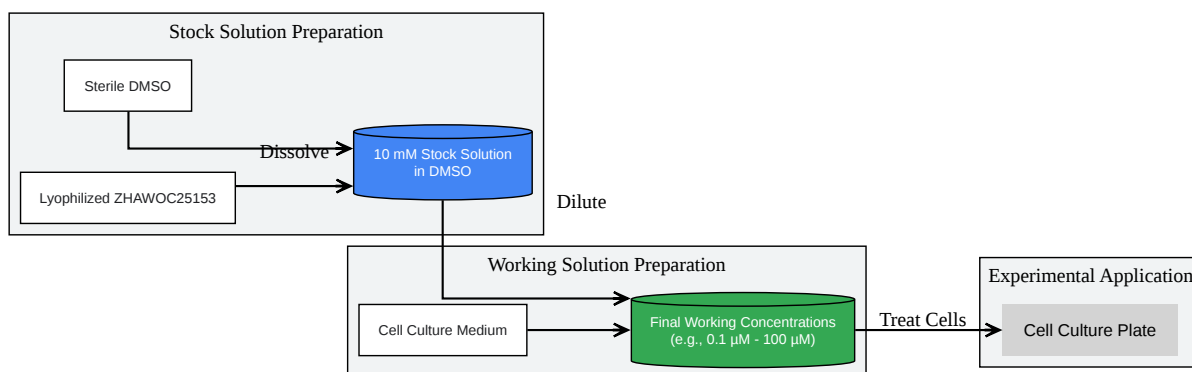 Stock Solution Preparation
Sterile DMSO
Dissolve
10 mM Stock Solution
in DMSO
Lyophilized ZHAWOC25153
Dilute
Working Solution Preparation
Cell Culture Medium
Final Working Concentrations
(e.g., 0.1 µM - 100 µM)
Treat Cells
Experimental Application
Cell Culture Plate